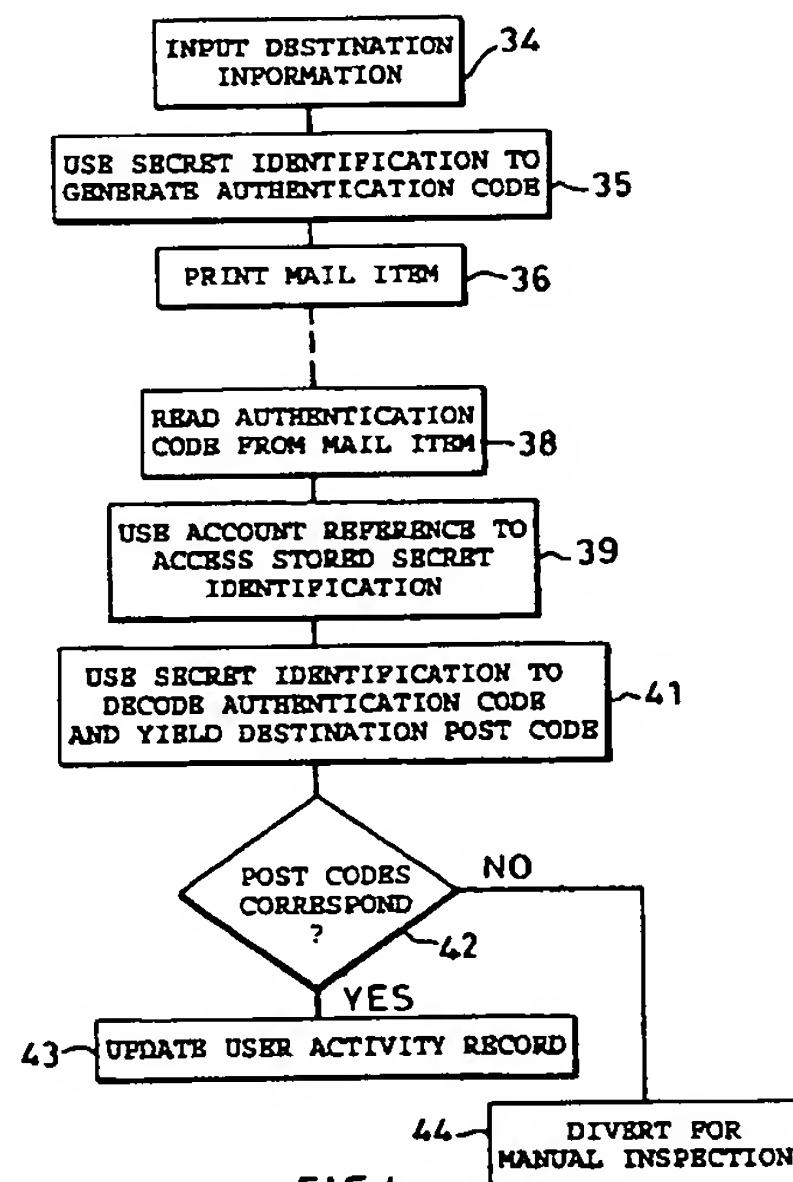 INPUT DESTINATION
INFORMATION
34
USE SECRET IDENTIFICATION TO
GENERATE AUTHENTICATION CODE
35
PRINT MAIL ITEM
36
READ AUTHENTICATION
CODE FROM MAIL ITEM
38
USE ACCOUNT REFERENCE TO
ACCESS STORED SECRET
IDENTIFICATION
39
USE SECRET IDENTIFICATION TO
DECODE AUTHENTICATION CODE
AND YIELD DESTINATION POST CODE
41
POST CODES
CORRESPOND
?
42
NO
YES
43
UPDATE USER ACTIVITY RECORD
44
DIVERT FOR
MANUAL INSPECTION